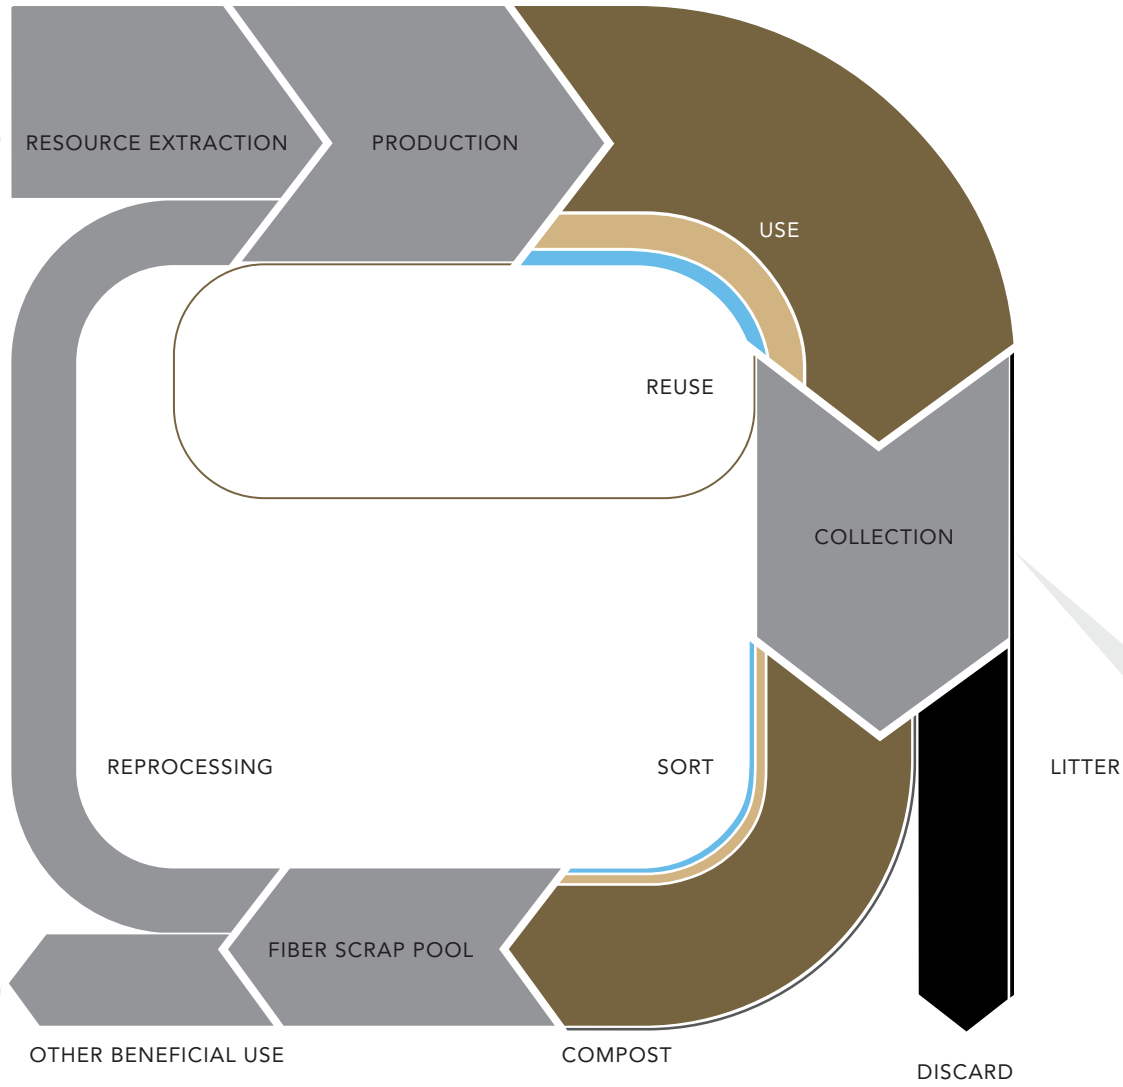 RESOURCE EXTRACTION
PRODUCTION
USE
REUSE
COLLECTION
REPROCESSING
SORT
LITTER
FIBER SCRAP POOL
OTHER BENEFICIAL USE
COMPOST
DISCARD